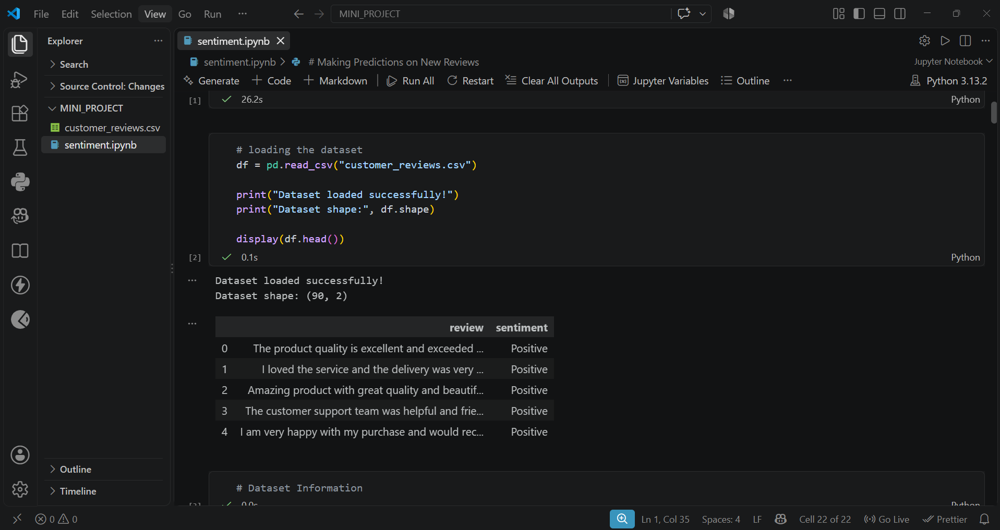 File Edit Selection View Go Run ··· MINI_PROJECT
Explorer ···
Search
Source Control: Changes
MINI_PROJECT
customer_reviews.csv
sentiment.ipynb
Outline
Timeline
sentiment.ipynb
sentiment.ipynb > # Making Predictions on New Reviews
Jupyter Notebook
Generate + Code + Markdown Run All Restart Clear All Outputs Jupyter Variables Outline ··· Python 3.13.2
[1] 26.2s Python
# loading the dataset
df = pd.read_csv("customer_reviews.csv")
print("Dataset loaded successfully!")
print("Dataset shape:", df.shape)
display(df.head())
[2] 0.1s Python
Dataset loaded successfully!
Dataset shape: (90, 2)
review sentiment
0 The product quality is excellent and exceeded ... Positive
1 I loved the service and the delivery was very ... Positive
2 Amazing product with great quality and beautif... Positive
3 The customer support team was helpful and frie... Positive
4 I am very happy with my purchase and would rec... Positive
# Dataset Information
[3] 0.0s Python
0 0 Ln 1, Col 35 Spaces: 4 LF Cell 22 of 22 Go Live Prettier